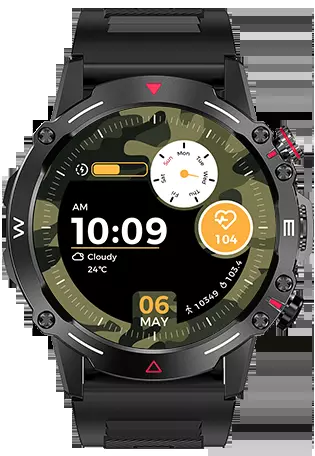 Sun
Mon
Tue
Wed
Thu
Fri
Sat
AM
10:09
Cloudy
24°C
104
06
MAY
10349
103.4
W
E